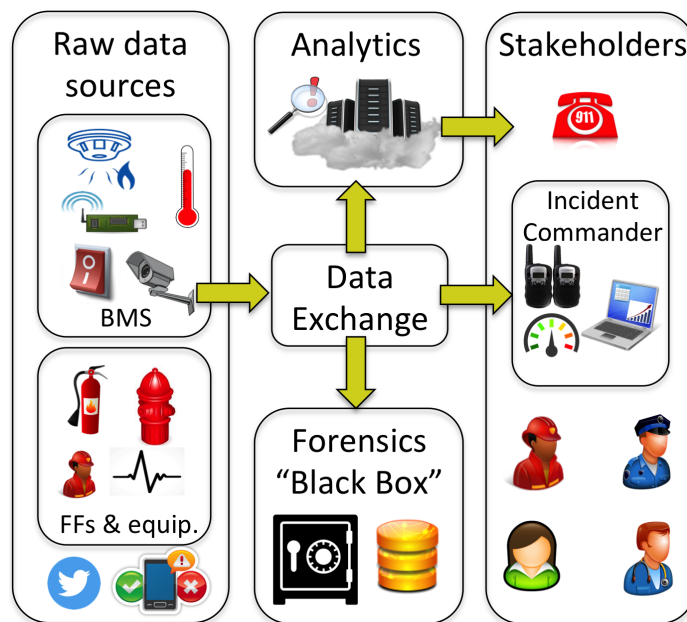 Raw data
sources
BMS
FFs & equip.
Analytics
Data
Exchange
Forensics
“Black Box”
Stakeholders
911
Incident
Commander